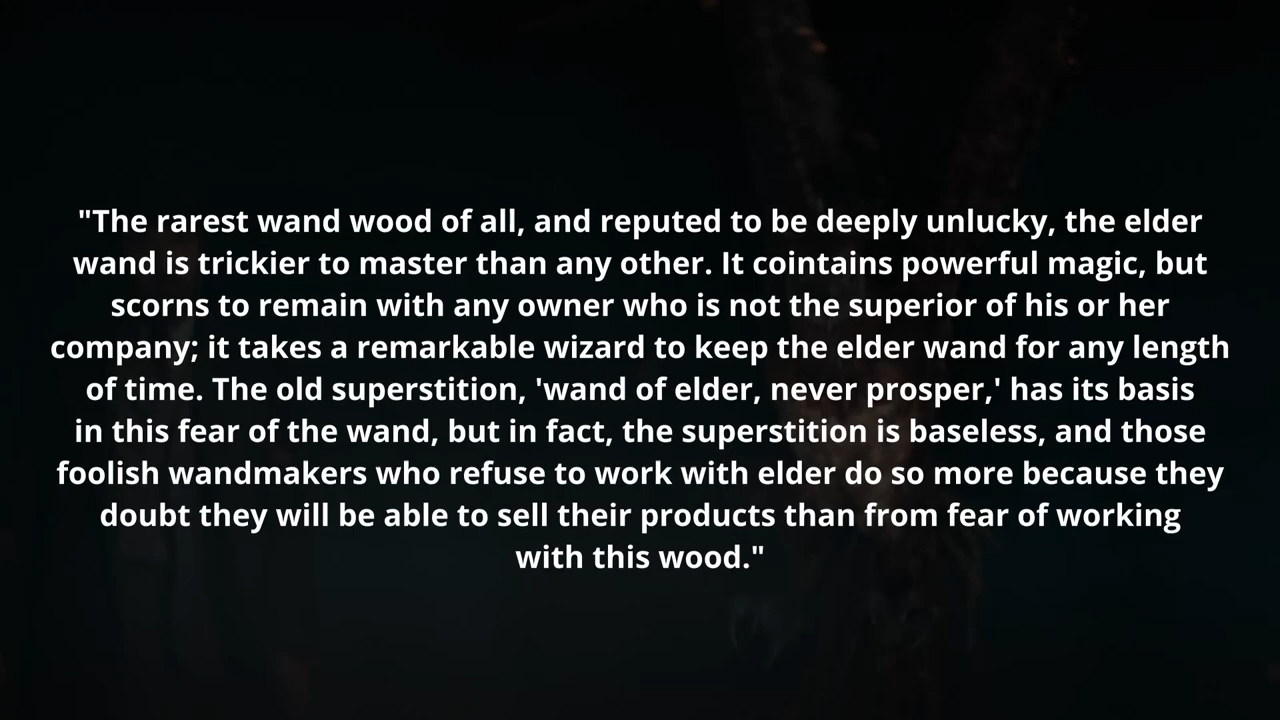 "The rarest wand wood of all, and reputed to be deeply unlucky, the elder
wand is trickier to master than any other. It cointains powerful magic, but
scorns to remain with any owner who is not the superior of his or her
company; it takes a remarkable wizard to keep the elder wand for any length
of time. The old superstition, 'wand of elder, never prosper,' has its basis
in this fear of the wand, but in fact, the superstition is baseless, and those
foolish wandmakers who refuse to work with elder do so more because they
doubt they will be able to sell their products than from fear of working
with this wood."